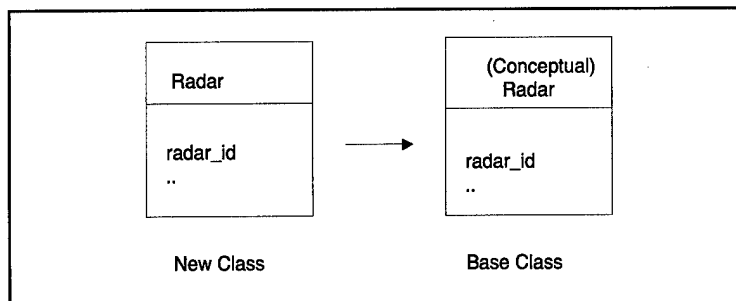 Radar
radar_id
..
New Class
(Conceptual)
Radar
radar_id
..
Base Class